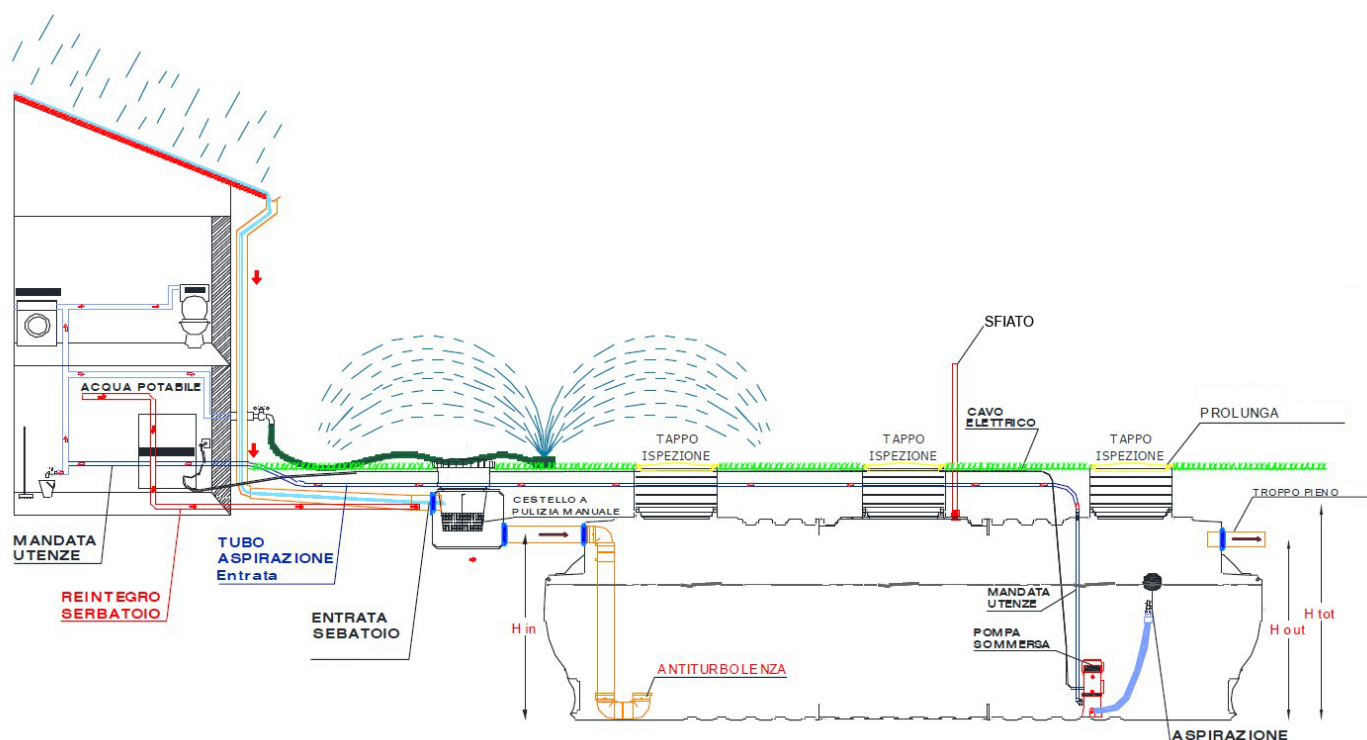 SFIATO
ACQUA POTABILE
CAVO
ELETTRICO
PROLUNGA
TAPPO
ISPEZIONE
TAPPO
ISPEZIONE
TAPPO
ISPEZIONE
CESTELLO A
PULIZIA MANUALE
TROPPO PIENO
MANDATA
UTENZE
TUBO
ASPIRAZIONE
Entrata
REINTEGRO
SERBATOIO
ENTRATA
SEBATOIO
H in
MANDATA
UTENZE
POMPA
SOMMERSA
H out
H tot
ANTITURBOLENZA
ASPIRAZIONE